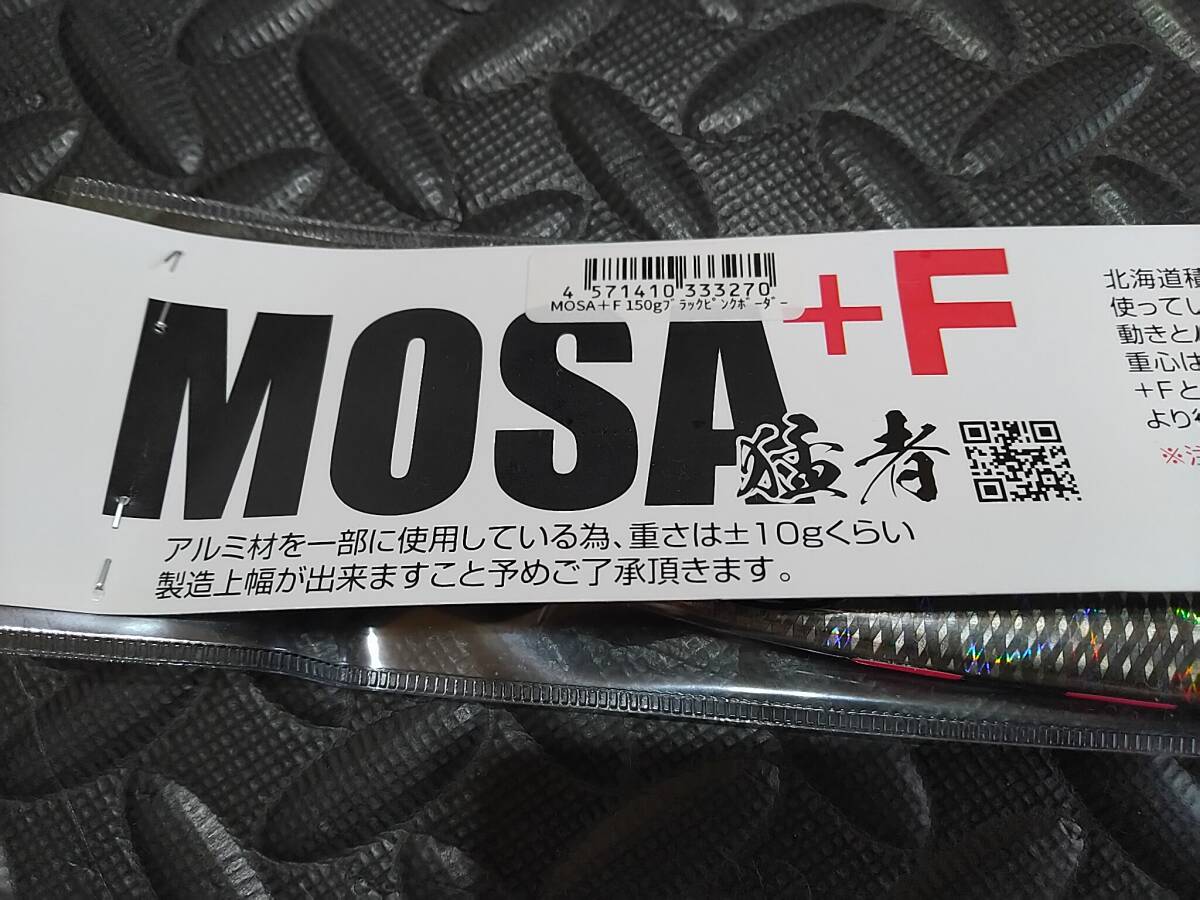 4 571410 333270
MOSA+F 150gﾌﾞﾗｯｸﾋﾟﾝｸﾎﾞｰﾀﾞｰ
MOSA+F
猛者
アルミ材を一部に使用している為、重さは±10gくらい
製造上幅が出来ますこと予めご了承頂きます。
北海道積
使ってい
動きと
重心は
+Fと
より
※注